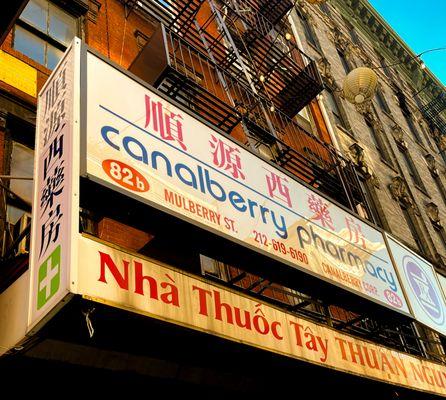 順源西藥房
順源西藥房
canalberry pharmacy
82b
MULBERRY ST. 212-619-6190
CANALBERRY CORP.
Nhà Thuốc Tây THUẬN